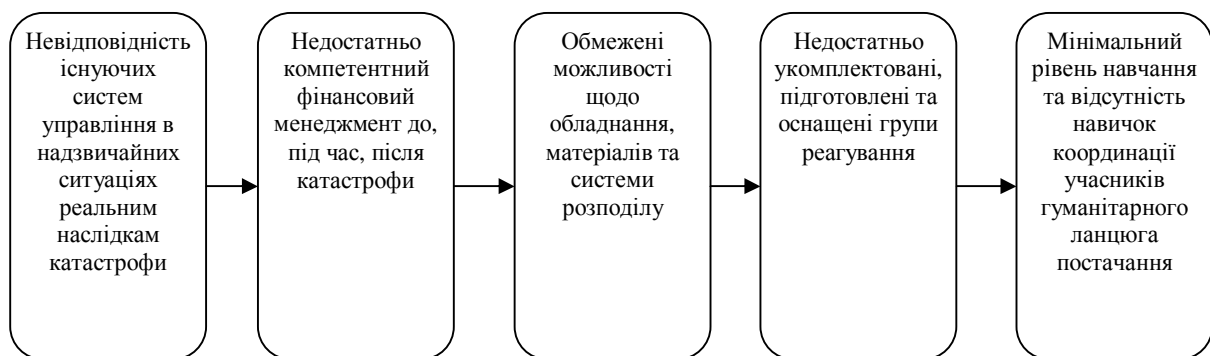 Невідповідність
існуючих
систем
управління в
надзвичайних
ситуаціях
реальним
наслідкам
катастрофи
Недостатньо
компетентний
фінансовий
менеджмент до,
під час, після
катастрофи
Обмежені
можливості
щодо
обладнання,
матеріалів та
системи
розподілу
Недостатньо
укомплектовані,
підготовлені та
оснащені групи
реагування
Мінімальний
рівень навчання
та відсутність
навичок
координації
учасників
гуманітарного
ланцюга
постачання